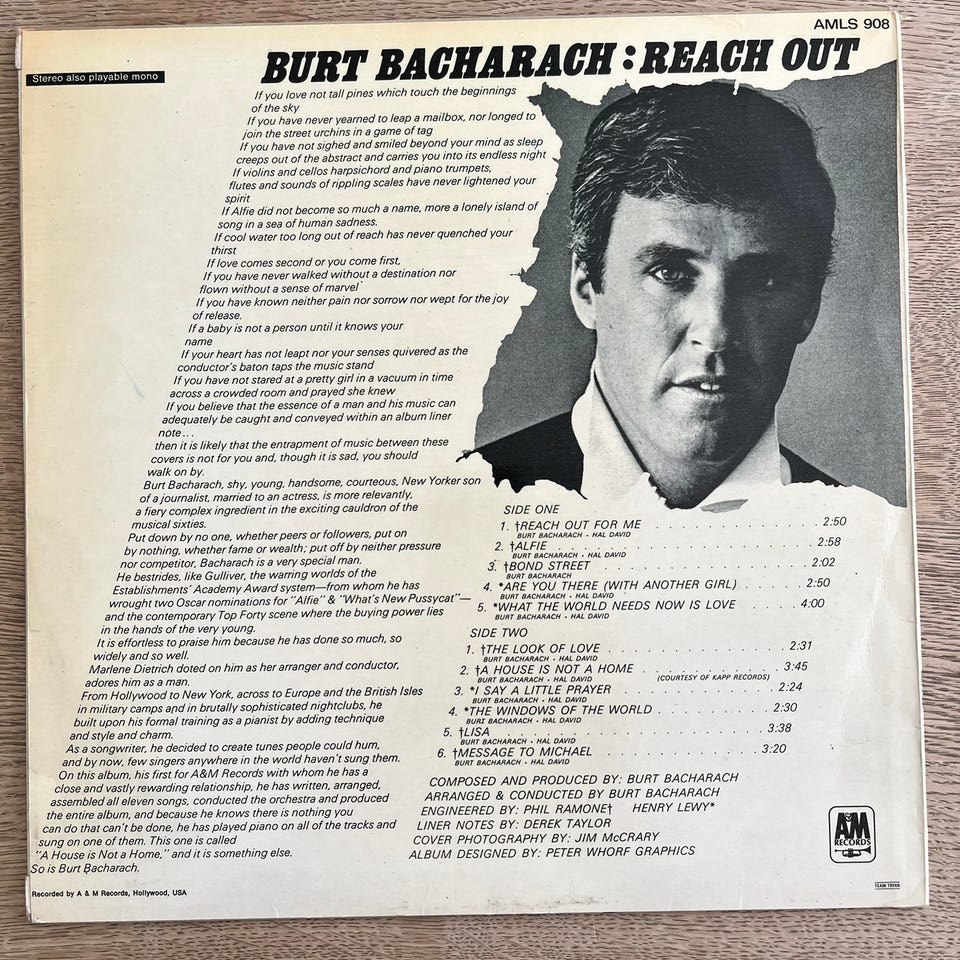 AMLS 908
BURT BACHARACH : REACH OUT
Stereo also playable mono
If you love not tall pines which touch the beginnings
of the sky
If you have never yearned to leap a mailbox, nor longed to
join the street urchins in a game of tag
If you have not sighed and smiled beyond your mind as sleep
creeps out of the abstract and carries you into its endless night
If violins and cellos harpsichord and piano trumpets,
flutes and sounds of rippling scales have never lightened your
spirit
If Alfie did not become so much a name, more a lonely island of
song in a sea of human sadness.
If cool water too long out of reach has never quenched your
thirst
If love comes second or you come first,
If you have never walked without a destination nor
flown without a sense of marvel
If you have known neither pain nor sorrow nor wept for the joy
of release.
If a baby is not a person until it knows your
name
If your heart has not leapt nor your senses quivered as the
conductor's baton taps the music stand
If you have not stared at a pretty girl in a vacuum in time
across a crowded room and prayed she knew
If you believe that the essence of a man and his music can
adequately be caught and conveyed within an album liner
note...
then it is likely that the entrapment of music between these
covers is not for you and, though it is sad, you should
walk on by.
Burt Bacharach, shy, young, handsome, courteous, New Yorker son
of a journalist, married to an actress, is more relevantly,
a fiery complex ingredient in the exciting cauldron of the
musical sixties.
Put down by no one, whether peers or followers, put on
by nothing, whether fame or wealth; put off by neither pressure
nor competitor, Bacharach is a very special man.
He bestrides, like Gulliver, the warring worlds of the
Establishments' Academy Award system—from whom he has
wrought two Oscar nominations for "Alfie" & "What's New Pussycat"—
and the contemporary Top Forty scene where the buying power lies
in the hands of the very young.
It is effortless to praise him because he has done so much, so
widely and so well.
Marlene Dietrich doted on him as her arranger and conductor,
adores him as a man.
From Hollywood to New York, across to Europe and the British Isles
in military camps and in brutally sophisticated nightclubs, he
built upon his formal training as a pianist by adding technique
and style and charm.
As a songwriter, he decided to create tunes people could hum,
and by now, few singers anywhere in the world haven't sung them.
On this album, his first for A&M Records with whom he has a
close and vastly rewarding relationship, he has written, arranged,
assembled all eleven songs, conducted the orchestra and produced
the entire album, and because he knows there is nothing you
can do that can't be done, he has played piano on all of the tracks and
sung on one of them. This one is called
"A House is Not a Home," and it is something else.
So is Burt Bacharach.
Recorded by A & M Records, Hollywood, USA
SIDE ONE
1. †REACH OUT FOR ME . . . . . . . . . . . . . . . 2:50
BURT BACHARACH • HAL DAVID
2. †ALFIE . . . . . . . . . . . . . . . . . . . . 2:58
BURT BACHARACH • HAL DAVID
3. †BOND STREET . . . . . . . . . . . . . . . . . 2:02
BURT BACHARACH
4. *ARE YOU THERE (WITH ANOTHER GIRL) . . . . . . 2:50
BURT BACHARACH • HAL DAVID
5. *WHAT THE WORLD NEEDS NOW IS LOVE . . . . . 4:00
BURT BACHARACH • HAL DAVID
SIDE TWO
1. †THE LOOK OF LOVE . . . . . . . . . . . . . . 2:31
BURT BACHARACH • HAL DAVID
2. †A HOUSE IS NOT A HOME . . . . . . . . . . . 3:45
BURT BACHARACH • HAL DAVID (COURTESY OF KAPP RECORDS)
3. *I SAY A LITTLE PRAYER . . . . . . . . . . . 2:24
BURT BACHARACH • HAL DAVID
4. *THE WINDOWS OF THE WORLD . . . . . . . . . 2:30
BURT BACHARACH • HAL DAVID
5. †LISA . . . . . . . . . . . . . . . . . . . 3:38
BURT BACHARACH • HAL DAVID
6. †MESSAGE TO MICHAEL . . . . . . . . . . . . 3:20
BURT BACHARACH • HAL DAVID
COMPOSED AND PRODUCED BY: BURT BACHARACH
ARRANGED & CONDUCTED BY BURT BACHARACH
ENGINEERED BY: PHIL RAMONE† HENRY LEWY*
LINER NOTES BY: DEREK TAYLOR
COVER PHOTOGRAPHY BY: JIM McCRARY
ALBUM DESIGNED BY: PETER WHORF GRAPHICS
A&M
RECORDS